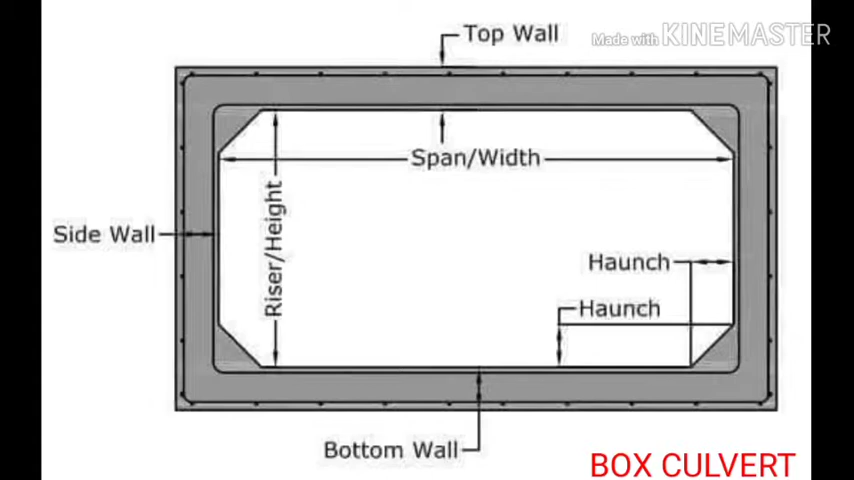 Top Wall
Made with KINEMASTER
Span/Width
Side Wall
Riser/Height
Haunch
Haunch
Bottom Wall
BOX CULVERT